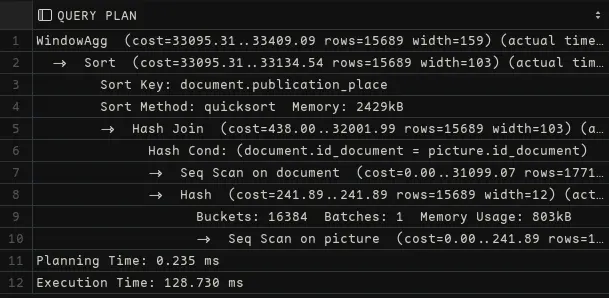 QUERY PLAN
1 WindowAgg (cost=33095.31..33409.09 rows=15689 width=159) (actual time…
2 → Sort (cost=33095.31..33134.54 rows=15689 width=103) (actual tim…
3 Sort Key: document.publication_place
4 Sort Method: quicksort Memory: 2429kB
5 → Hash Join (cost=438.00..32001.99 rows=15689 width=103) (a…
6 Hash Cond: (document.id_document = picture.id_document)
7 → Seq Scan on document (cost=0.00..31099.07 rows=1771…
8 → Hash (cost=241.89..241.89 rows=15689 width=12) (act…
9 Buckets: 16384 Batches: 1 Memory Usage: 803kB
10 → Seq Scan on picture (cost=0.00..241.89 rows=1…
11 Planning Time: 0.235 ms
12 Execution Time: 128.730 ms